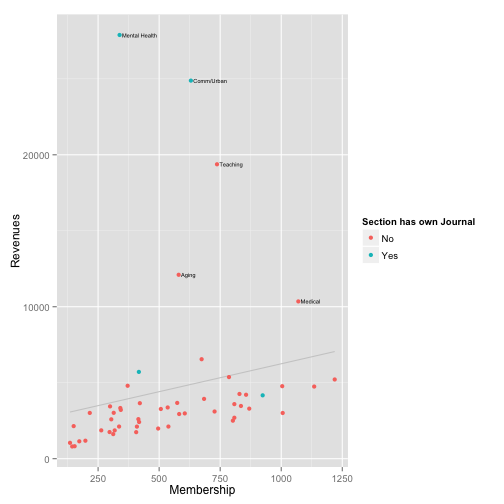 Mental Health
Comm/Urban
Teaching
Aging
Medical
20000
10000
0
Revenues
250
500
750
1000
1250
Membership
Section has own Journal
No
Yes